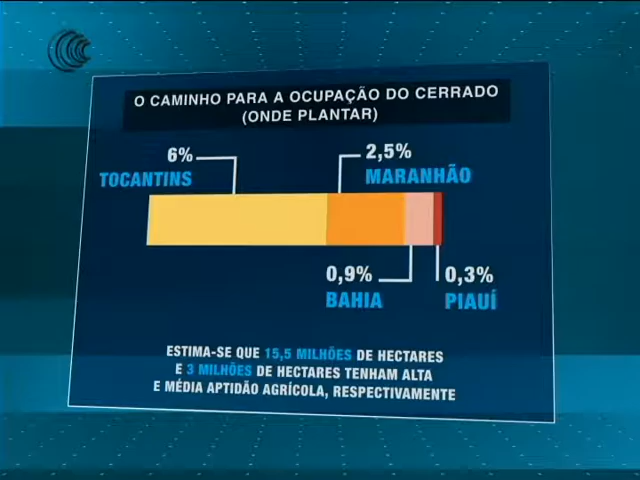 O CAMINHO PARA A OCUPAÇÃO DO CERRADO
(ONDE PLANTAR)
6%
TOCANTINS
2,5%
MARANHÃO
0,9%
BAHIA
0,3%
PIAUÍ
ESTIMA-SE QUE 15,5 MILHÕES DE HECTARES
E 3 MILHÕES DE HECTARES TENHAM ALTA
E MÉDIA APTIDÃO AGRÍCOLA, RESPECTIVAMENTE